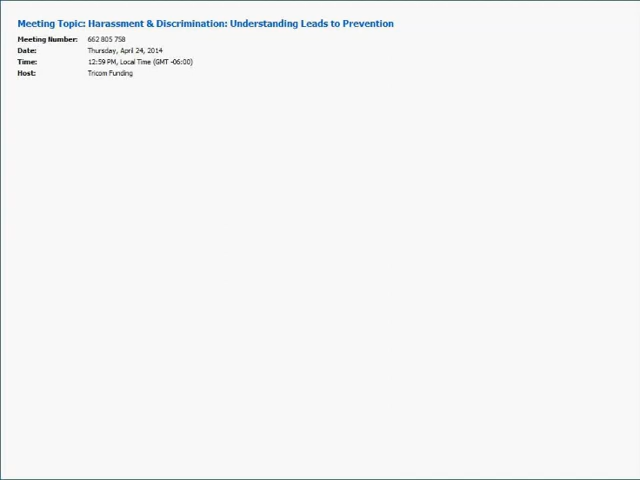 Meeting Topic: Harassment & Discrimination: Understanding Leads to Prevention
Meeting Number: 662 805 758
Date: Thursday, April 24, 2014
Time: 12:59 PM, Local Time (GMT -06:00)
Host: Tricom Funding